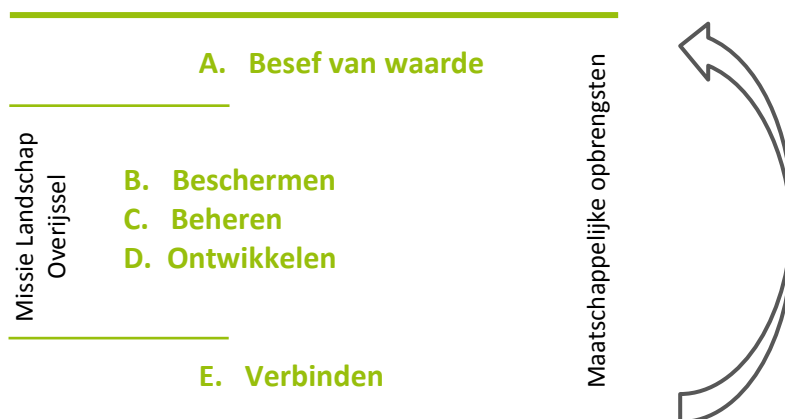 A. Besef van waarde
Missie Landschap
Overijssel
B. Beschermen
C. Beheren
D. Ontwikkelen
E. Verbinden
Maatschappelijke opbrengsten